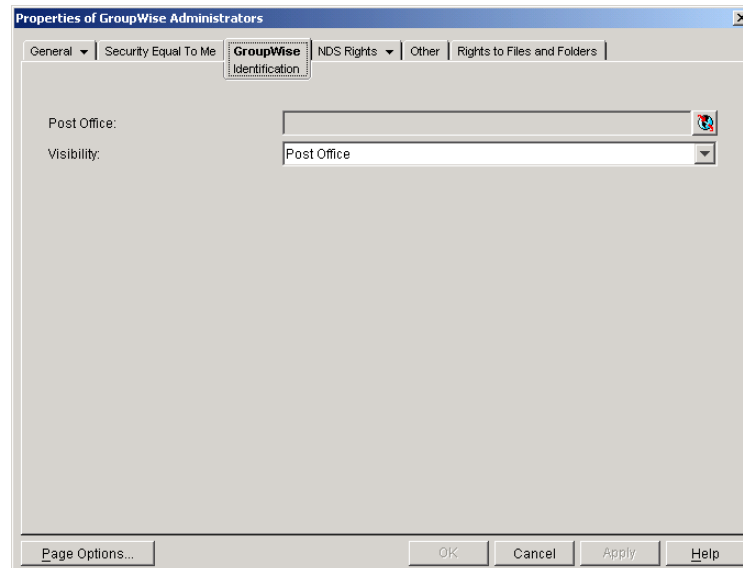 Properties of GroupWise Administrators
General Security Equal To Me GroupWise NDS Rights Other Rights to Files and Folders
Identification
Post Office:
Visibility: Post Office
Page Options... OK Cancel Apply Help